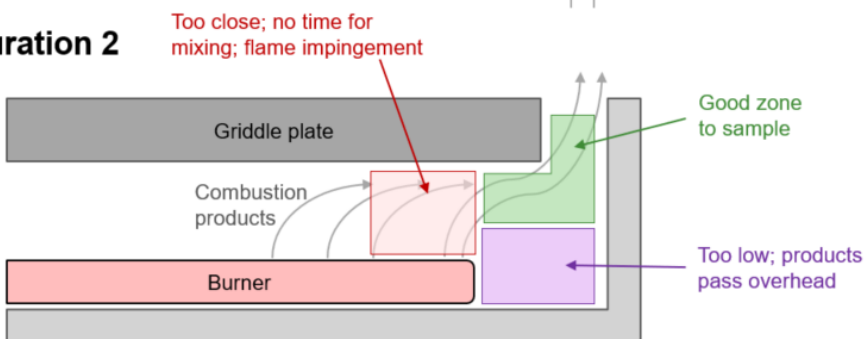 Too close; no time for
mixing; flame impingement
uration 2
Good zone
to sample
Griddle plate
Combustion
products
Too low; products
pass overhead
Burner